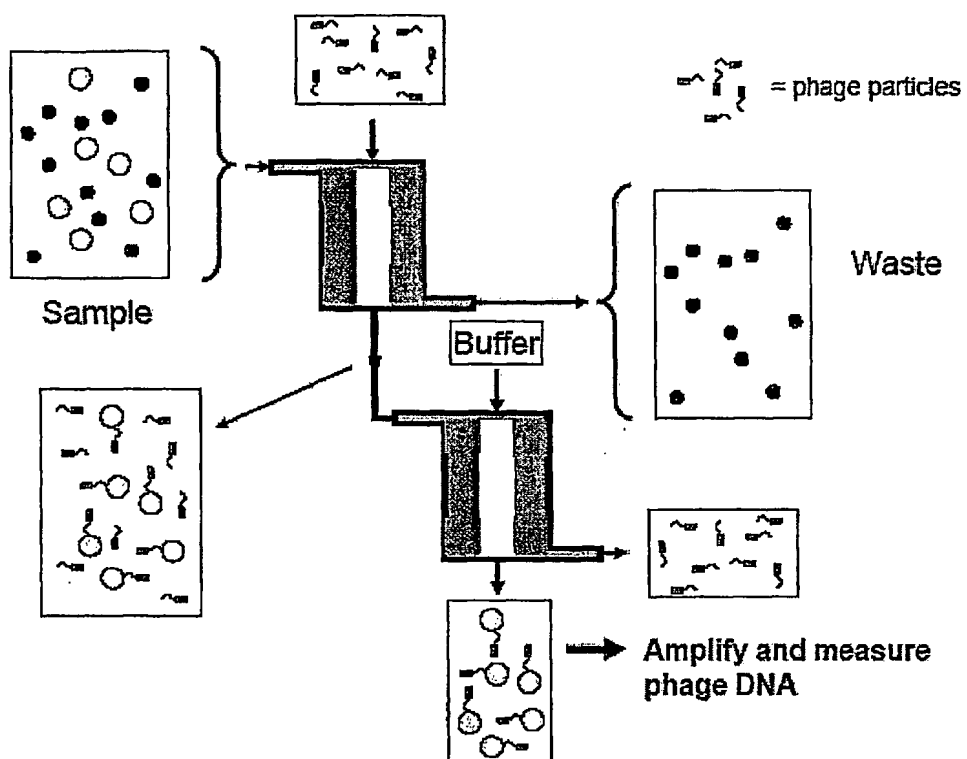 = phage particles
Sample
Waste
Buffer
Amplify and measure
phage DNA